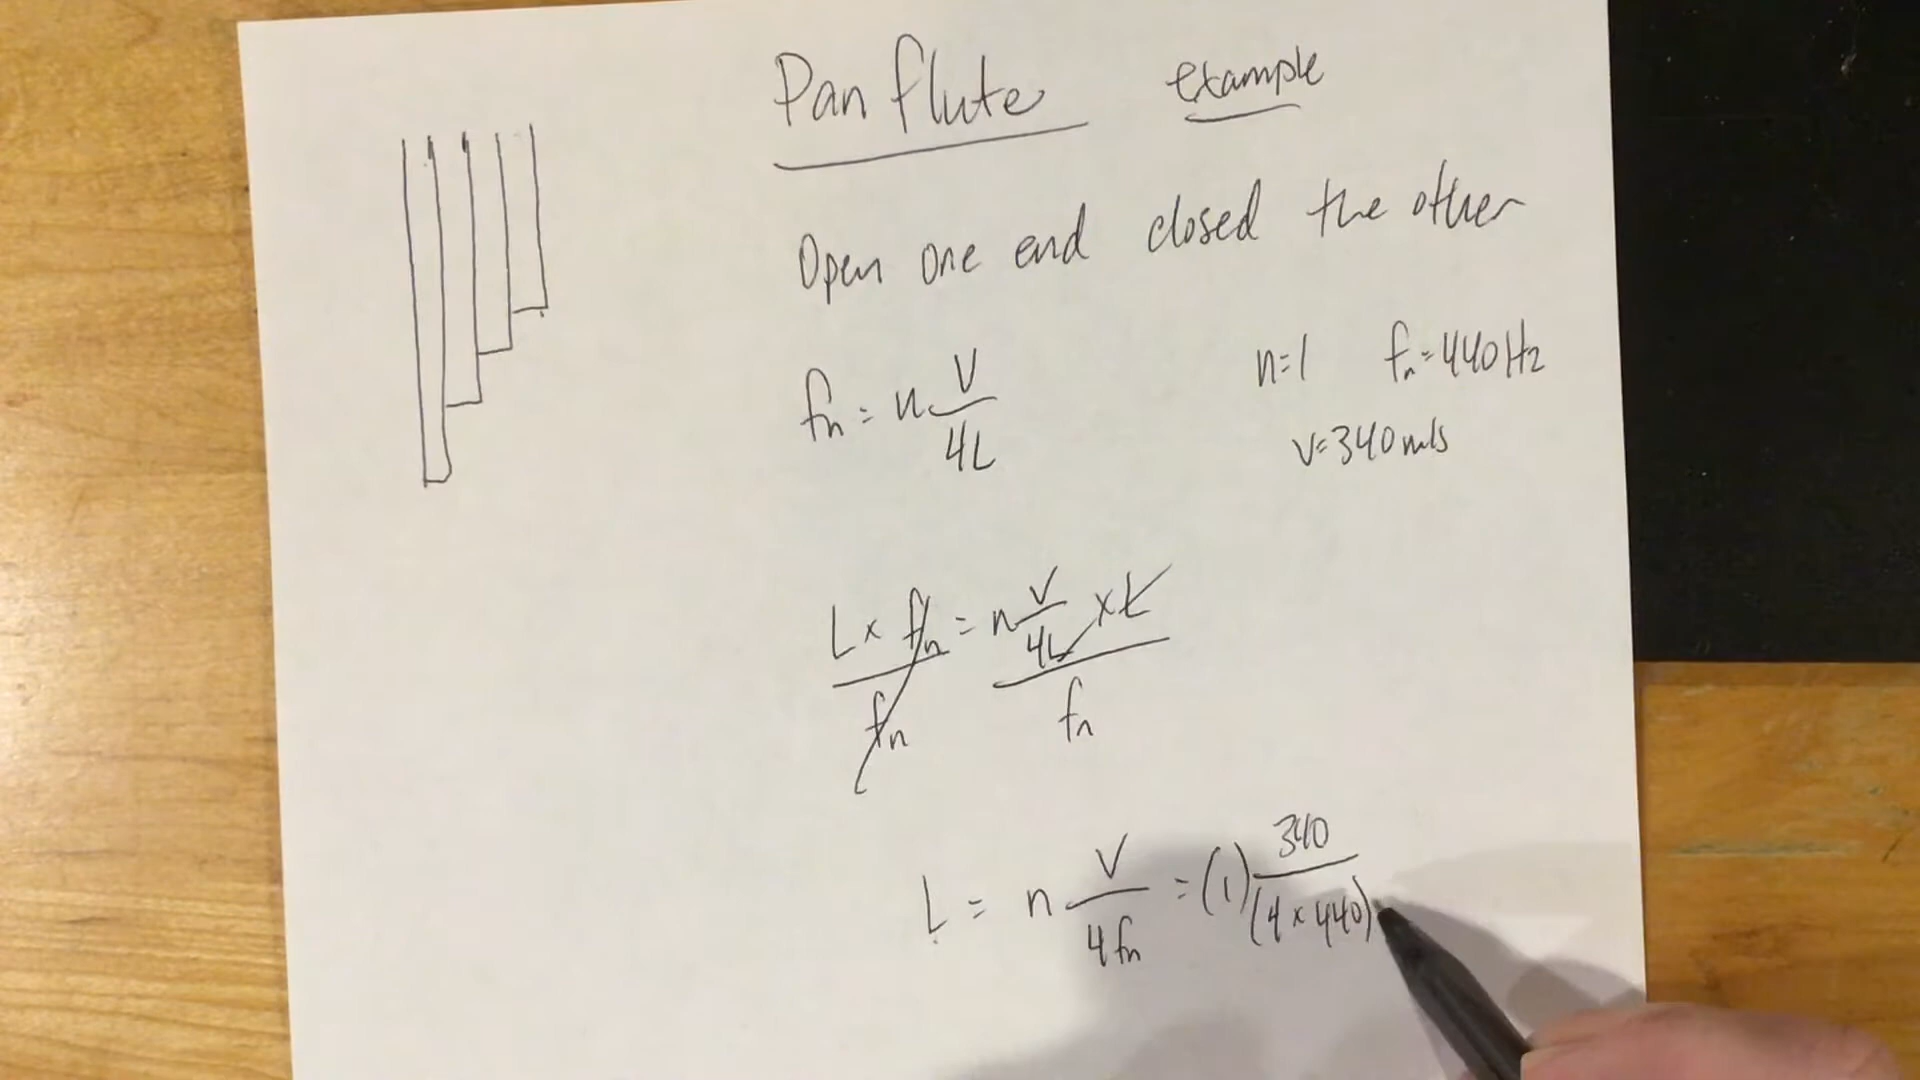 Pan flute example
Open one end closed the other
fn = n V/4L n=1 fn=440Hz
V=340m/s
L x fn / fn = n V/4L x L / fn
L = n V/4fn = (1) 340/(4 x 440)